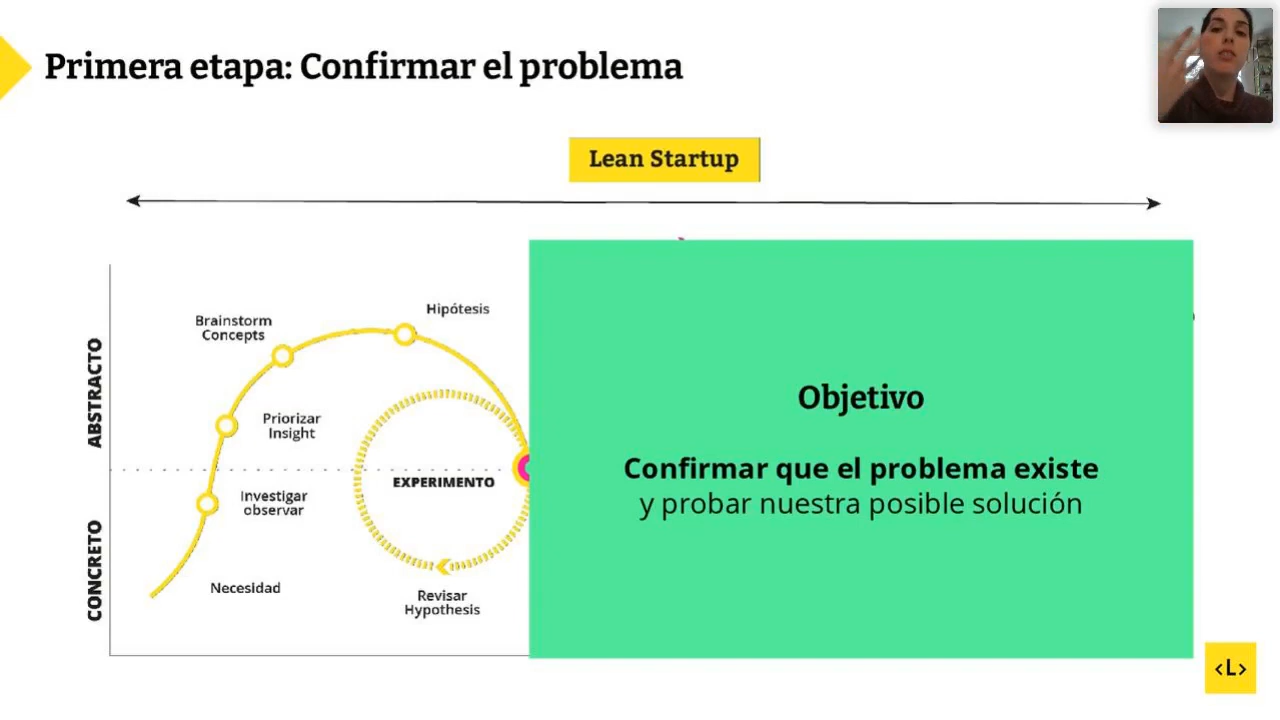 Primera etapa: Confirmar el problema
Lean Startup
Hipótesis
Brainstorm
Concepts
Priorizar
Insight
ABSTRACTO
EXPERIMENTO
Investigar
observar
CONCRETO
Necesidad
Revisar
Hypothesis
Objetivo
Confirmar que el problema existe
y probar nuestra posible solución
<L>